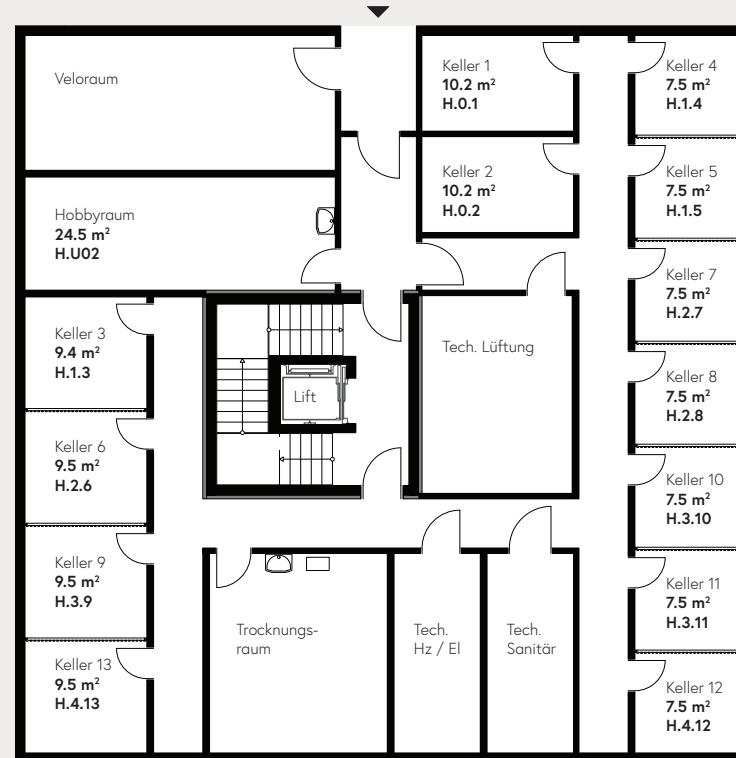 Veloraum
Keller 1
10.2 m²
H.0.1
Keller 4
7.5 m²
H.1.4
Keller 2
10.2 m²
H.0.2
Keller 5
7.5 m²
H.1.5
Hobbyraum
24.5 m²
H.U02
Keller 7
7.5 m²
H.2.7
Keller 3
9.4 m²
H.1.3
Tech. Lüftung
Keller 8
7.5 m²
H.2.8
Lift
Keller 6
9.5 m²
H.2.6
Keller 10
7.5 m²
H.3.10
Keller 9
9.5 m²
H.3.9
Keller 11
7.5 m²
H.3.11
Trocknungs-
raum
Tech.
Hz / El
Tech.
Sanitär
Keller 13
9.5 m²
H.4.13
Keller 12
7.5 m²
H.4.12